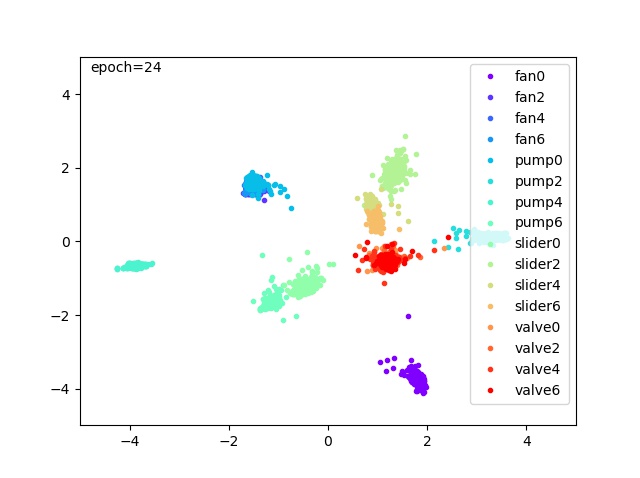 epoch=24
fan0
fan2
fan4
fan6
pump0
pump2
pump4
pump6
slider0
slider2
slider4
slider6
valve0
valve2
valve4
valve6
4
2
0
−2
−4
−4
−2
0
2
4